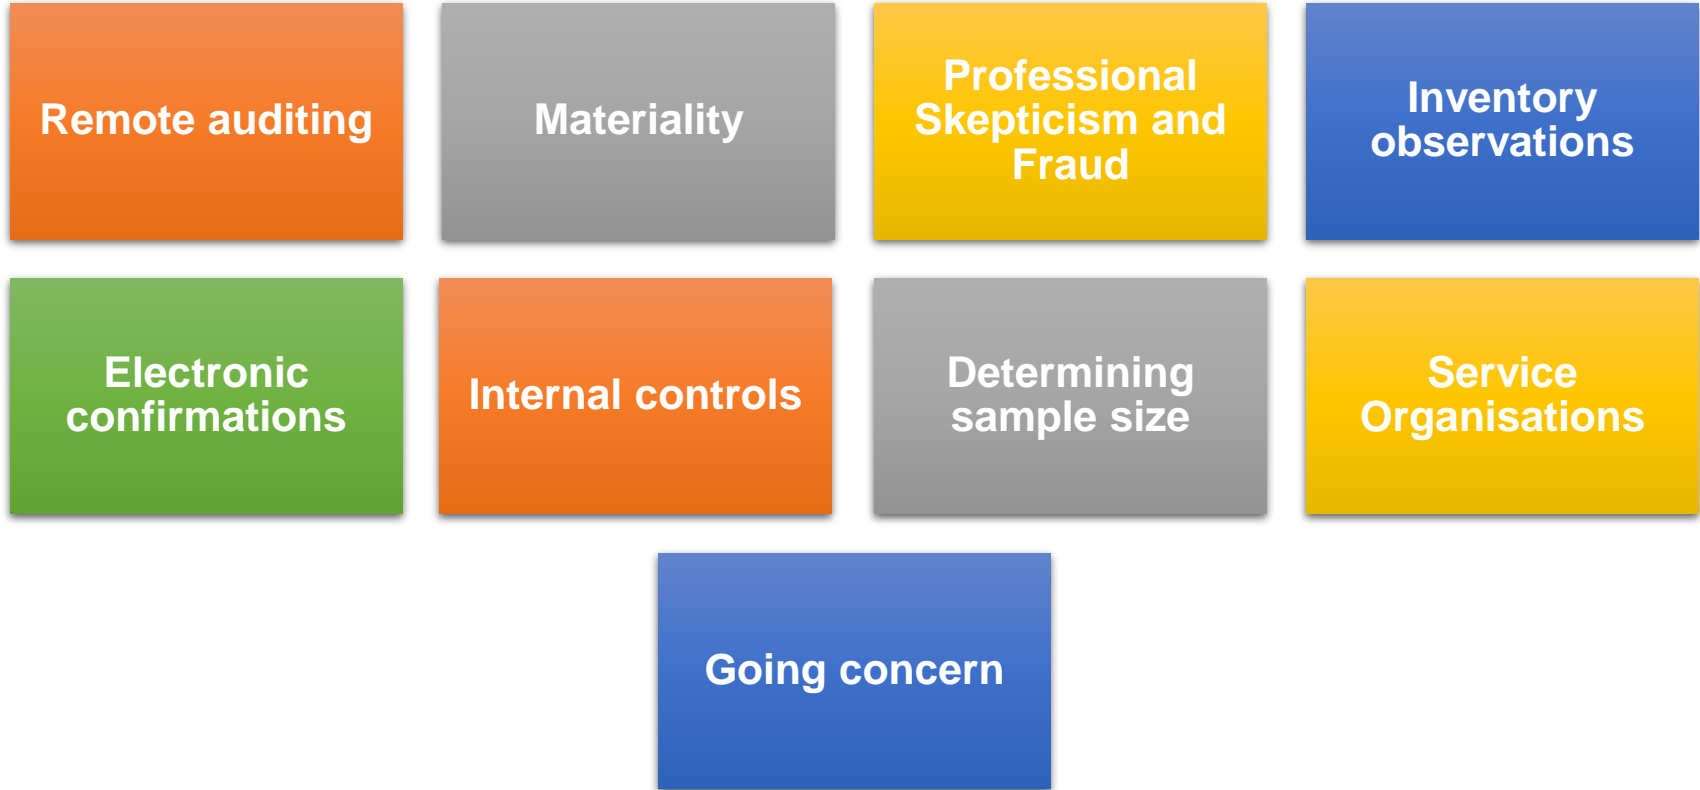 Remote auditing
Materiality
Professional
Skepticism and
Fraud
Inventory
observations
Electronic
confirmations
Internal controls
Determining
sample size
Service
Organisations
Going concern